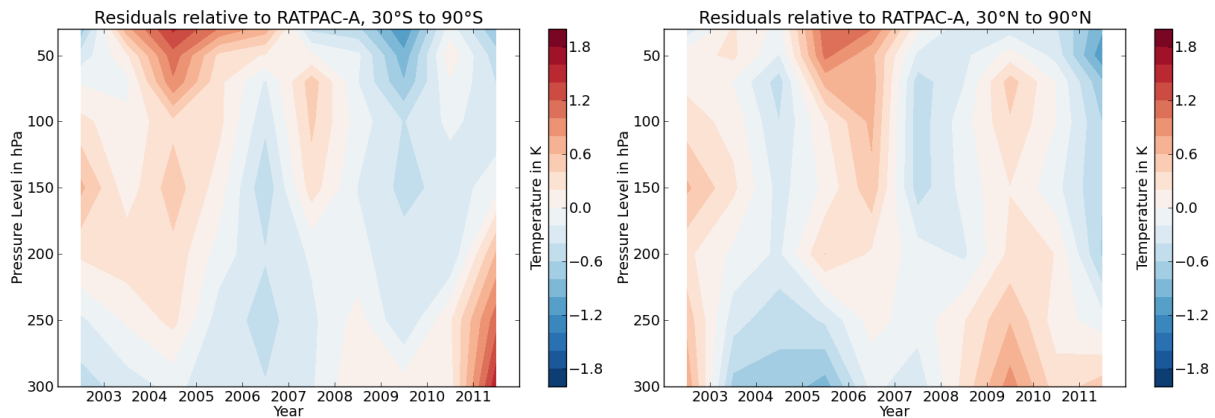 Residuals relative to RATPAC-A, 30°S to 90°S
50
100
150
200
250
300
Pressure Level in hPa
2003 2004 2005 2006 2007 2008 2009 2010 2011
Year
1.8
1.2
0.6
0.0
−0.6
−1.2
−1.8
Temperature in K
Residuals relative to RATPAC-A, 30°N to 90°N
50
100
150
200
250
300
Pressure Level in hPa
2003 2004 2005 2006 2007 2008 2009 2010 2011
Year
1.8
1.2
0.6
0.0
−0.6
−1.2
−1.8
Temperature in K